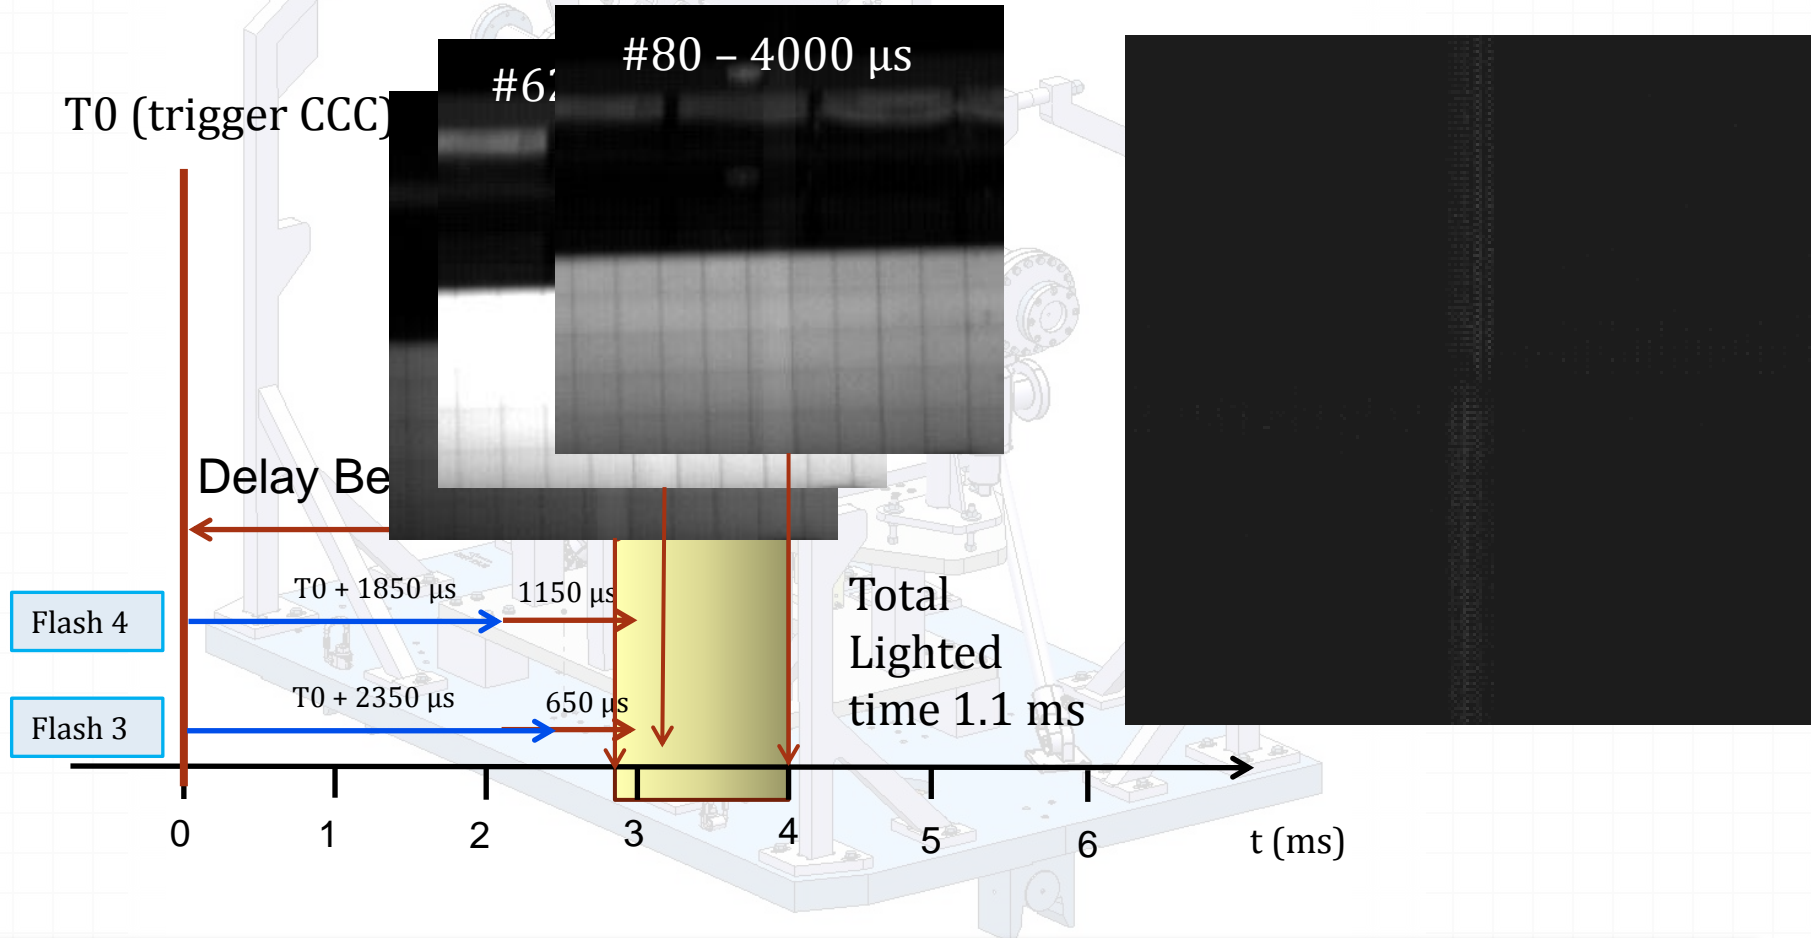 #80 – 4000 µs
#62
T0 (trigger CCC)
Delay Be
T0 + 1850 µs
1150 µs
Flash 4
Total
Lighted
time 1.1 ms
T0 + 2350 µs
650 µs
Flash 3
0 1 2 3 4 5 6 t (ms)